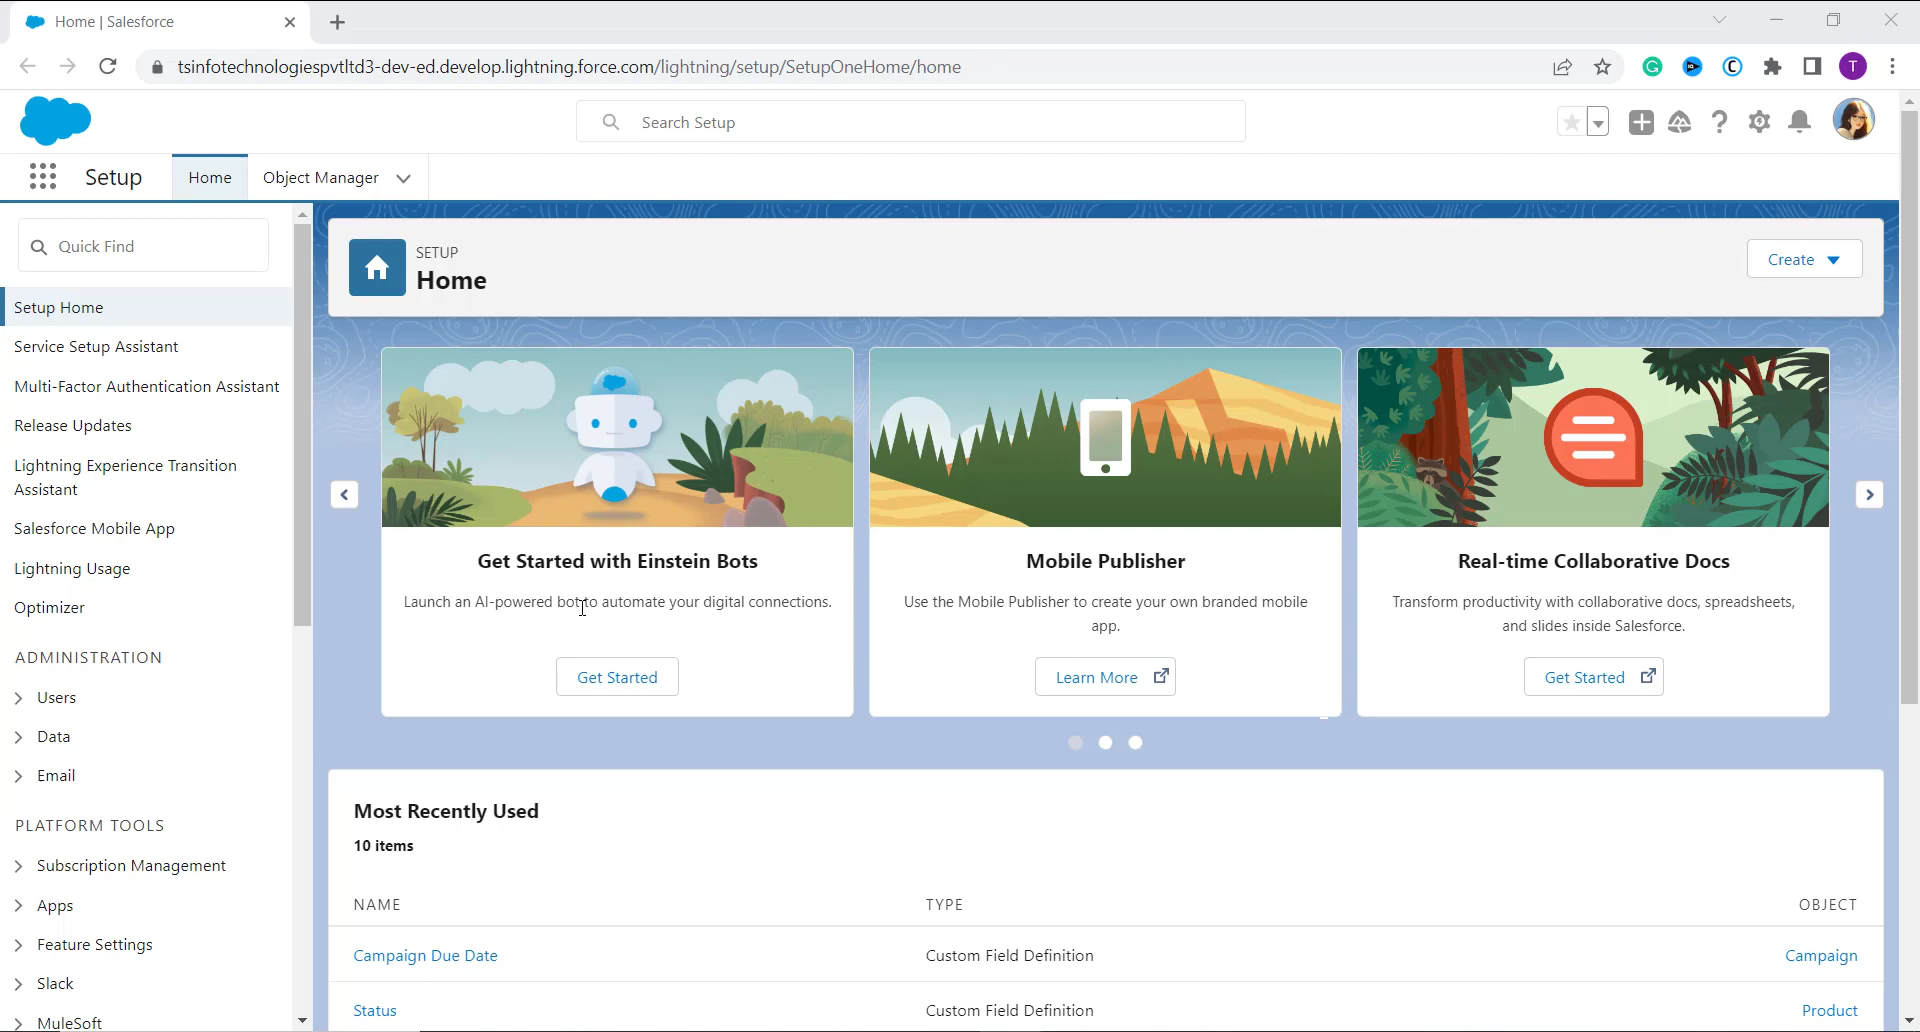 Home | Salesforce
tsinfotechnologiespvtltd3-dev-ed.develop.lightning.force.com/lightning/setup/SetupOneHome/home
T
Search Setup
Setup
Home
Object Manager
Quick Find
Setup Home
Service Setup Assistant
Multi-Factor Authentication Assistant
Release Updates
Lightning Experience Transition
Assistant
Salesforce Mobile App
Lightning Usage
Optimizer
ADMINISTRATION
Users
Data
Email
PLATFORM TOOLS
Subscription Management
Apps
Feature Settings
Slack
MuleSoft
SETUP
Home
Create
Get Started with Einstein Bots
Launch an AI-powered bot to automate your digital connections.
Get Started
Mobile Publisher
Use the Mobile Publisher to create your own branded mobile
app.
Learn More
Real-time Collaborative Docs
Transform productivity with collaborative docs, spreadsheets,
and slides inside Salesforce.
Get Started
Most Recently Used
10 items
NAME TYPE OBJECT
Campaign Due Date Custom Field Definition Campaign
Status Custom Field Definition Product